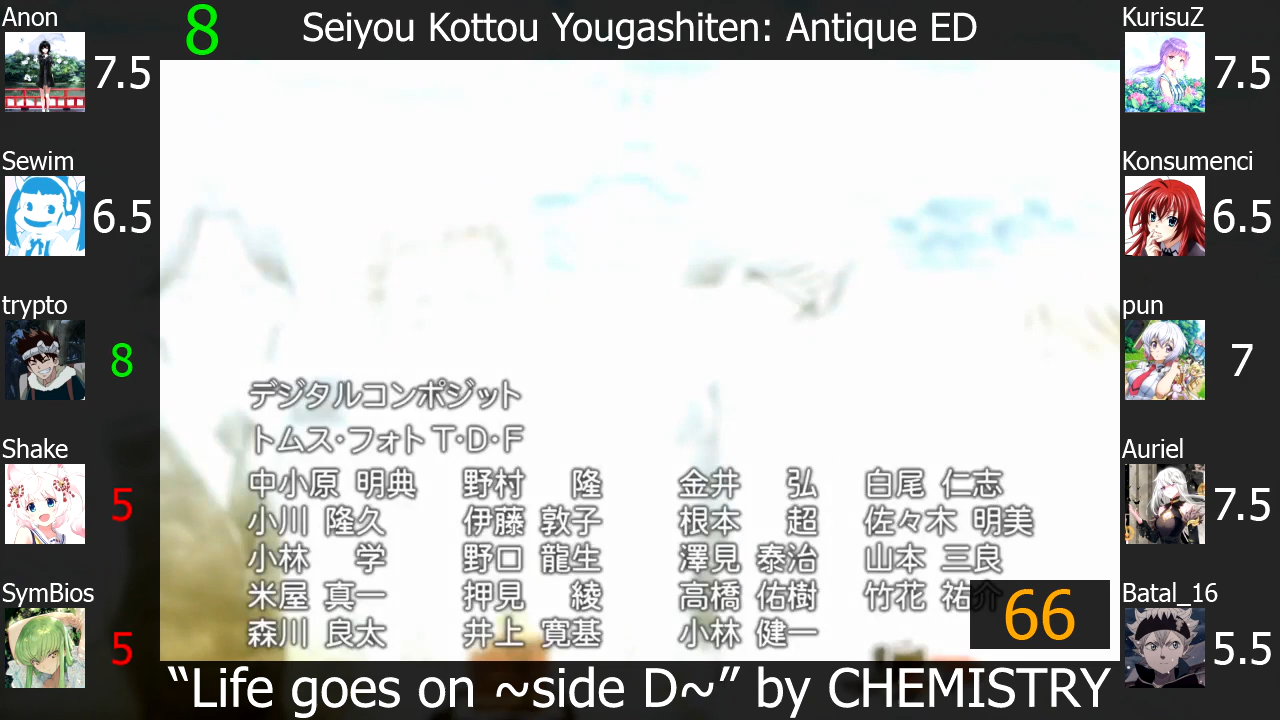 Anon
7.5
8
Seiyou Kottou Yougashiten: Antique ED
KurisuZ
7.5
Sewim
6.5
Konsumenci
6.5
trypto
8
pun
7
Shake
5
Auriel
7.5
SymBios
5
Batal_16
5.5
デジタルコンポジット
トムス・フォト T・D・F
中小原 明典 野村 隆 金井 弘 白尾 仁志
小川 隆久 伊藤 敦子 根本 超 佐々木 明美
小林 学 野口 龍生 澤見 泰治 山本 三良
米屋 真一 押見 綾 高橋 佑樹 竹花 祐介
森川 良太 井上 寛基 小林 健一
66
“Life goes on ~side D~” by CHEMISTRY